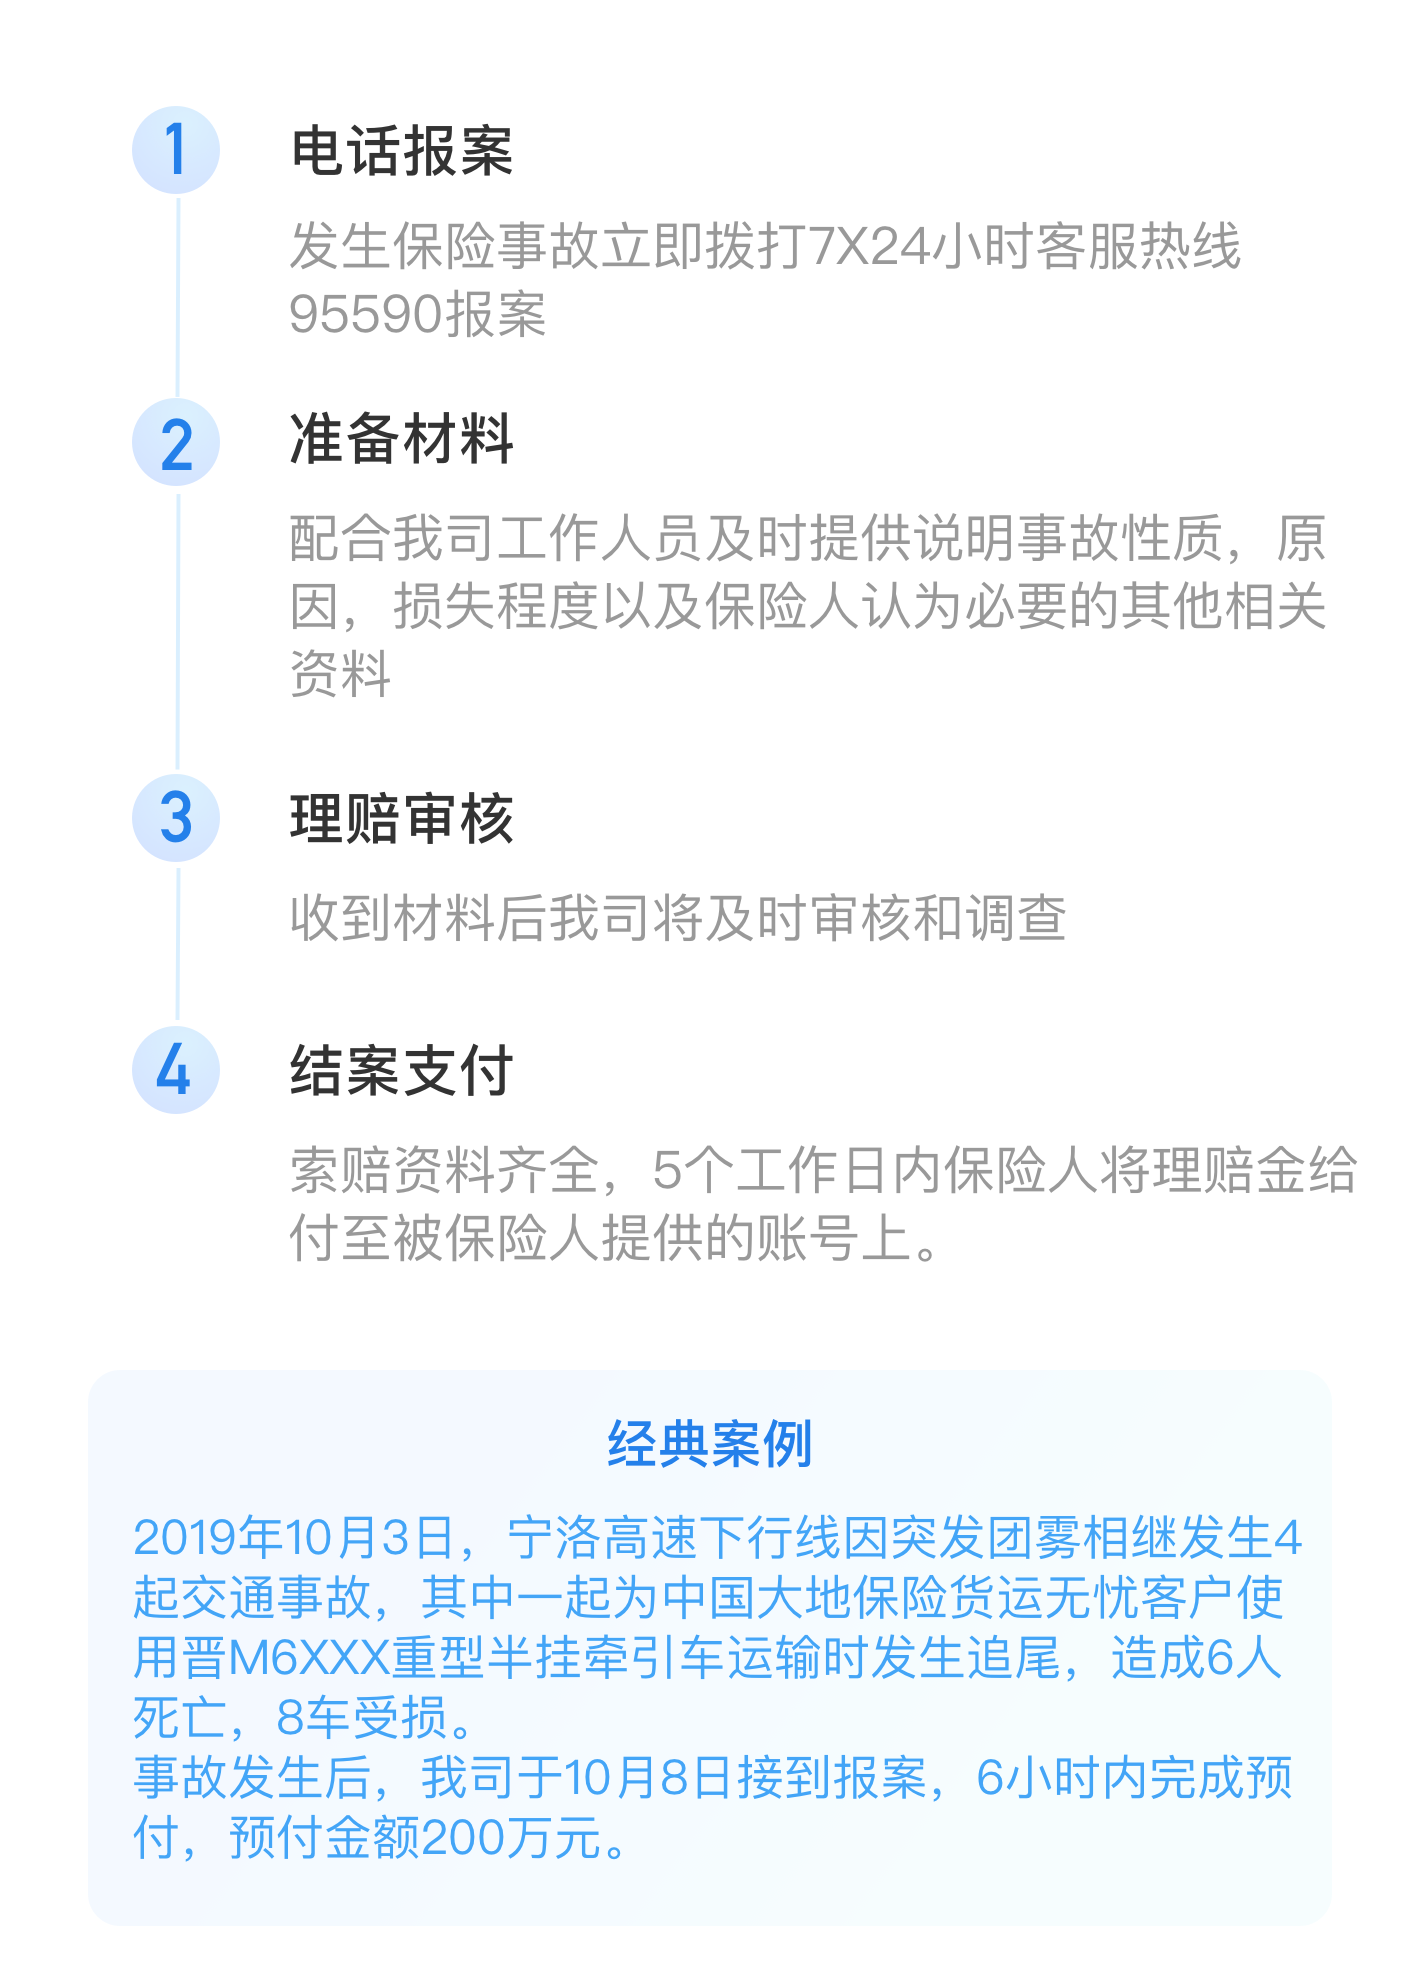 1
电话报案
发生保险事故立即拨打7X24小时客服热线
95590报案
2
准备材料
配合我司工作人员及时提供说明事故性质，原
因，损失程度以及保险人认为必要的其他相关
资料
3
理赔审核
收到材料后我司将及时审核和调查
4
结案支付
索赔资料齐全，5个工作日内保险人将理赔金给
付至被保险人提供的账号上。
经典案例
2019年10月3日，宁洛高速下行线因突发团雾相继发生4
起交通事故，其中一起为中国大地保险货运无忧客户使
用晋M6XXX重型半挂牵引车运输时发生追尾，造成6人
死亡，8车受损。
事故发生后，我司于10月8日接到报案，6小时内完成预
付，预付金额200万元。